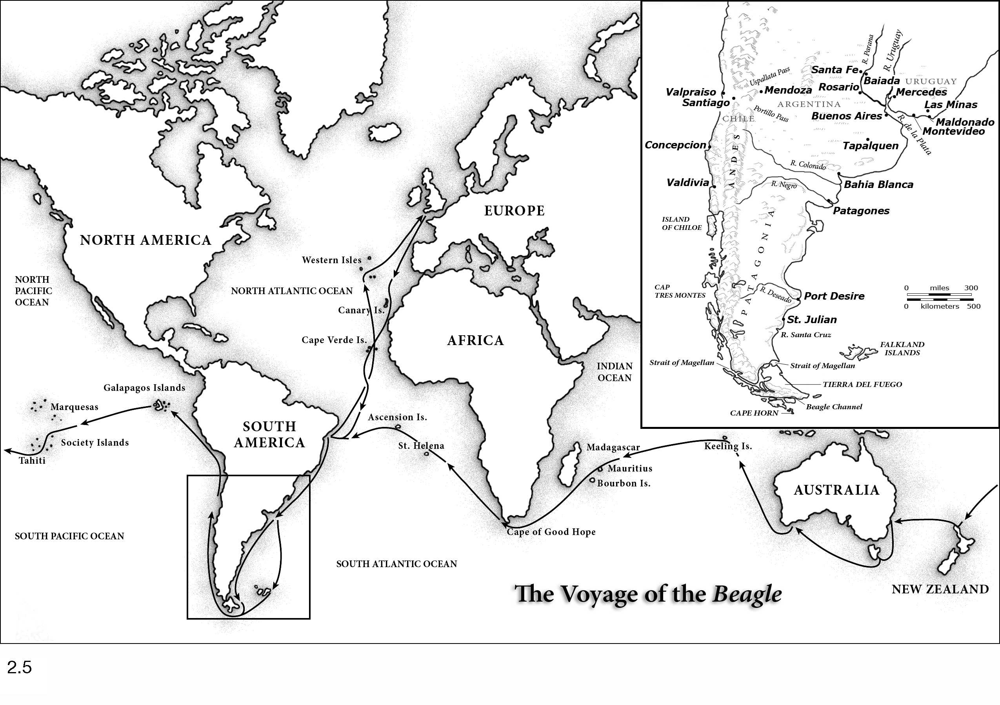 EUROPE
NORTH AMERICA
Western Isles
NORTH
PACIFIC
OCEAN
NORTH ATLANTIC OCEAN
Canary Is.
Cape Verde Is.
AFRICA
INDIAN
OCEAN
Galapagos Islands
Marquesas
Society Islands
Tahiti
SOUTH
AMERICA
Ascension Is.
St. Helena
Madagascar
Mauritius
Bourbon Is.
Keeling Is.
AUSTRALIA
Cape of Good Hope
SOUTH PACIFIC OCEAN
SOUTH ATLANTIC OCEAN
NEW ZEALAND
The Voyage of the Beagle
R. Parana
R. Uruguay
Santa Fe
Baiada
URUGUAY
Uspallata Pass
Rosario
Mercedes
Valpraiso
Mendoza
Santiago
ARGENTINA
Las Minas
Portillo Pass
Buenos Aires
CHILE
R. de la Plata
Maldonado
Montevideo
ANDES
Concepcion
Tapalquen
R. Colorado
Valdivia
R. Negro
Bahia Blanca
Patagones
ISLAND
OF CHILOE
PATAGONIA
CAP
TRES MONTES
R. Deseado
Port Desire
0 miles 300
0 kilometers 500
St. Julian
R. Santa Cruz
FALKLAND
ISLANDS
Strait of Magellan
Strait of Magellan
TIERRA DEL FUEGO
Beagle Channel
CAPE HORN
2.5